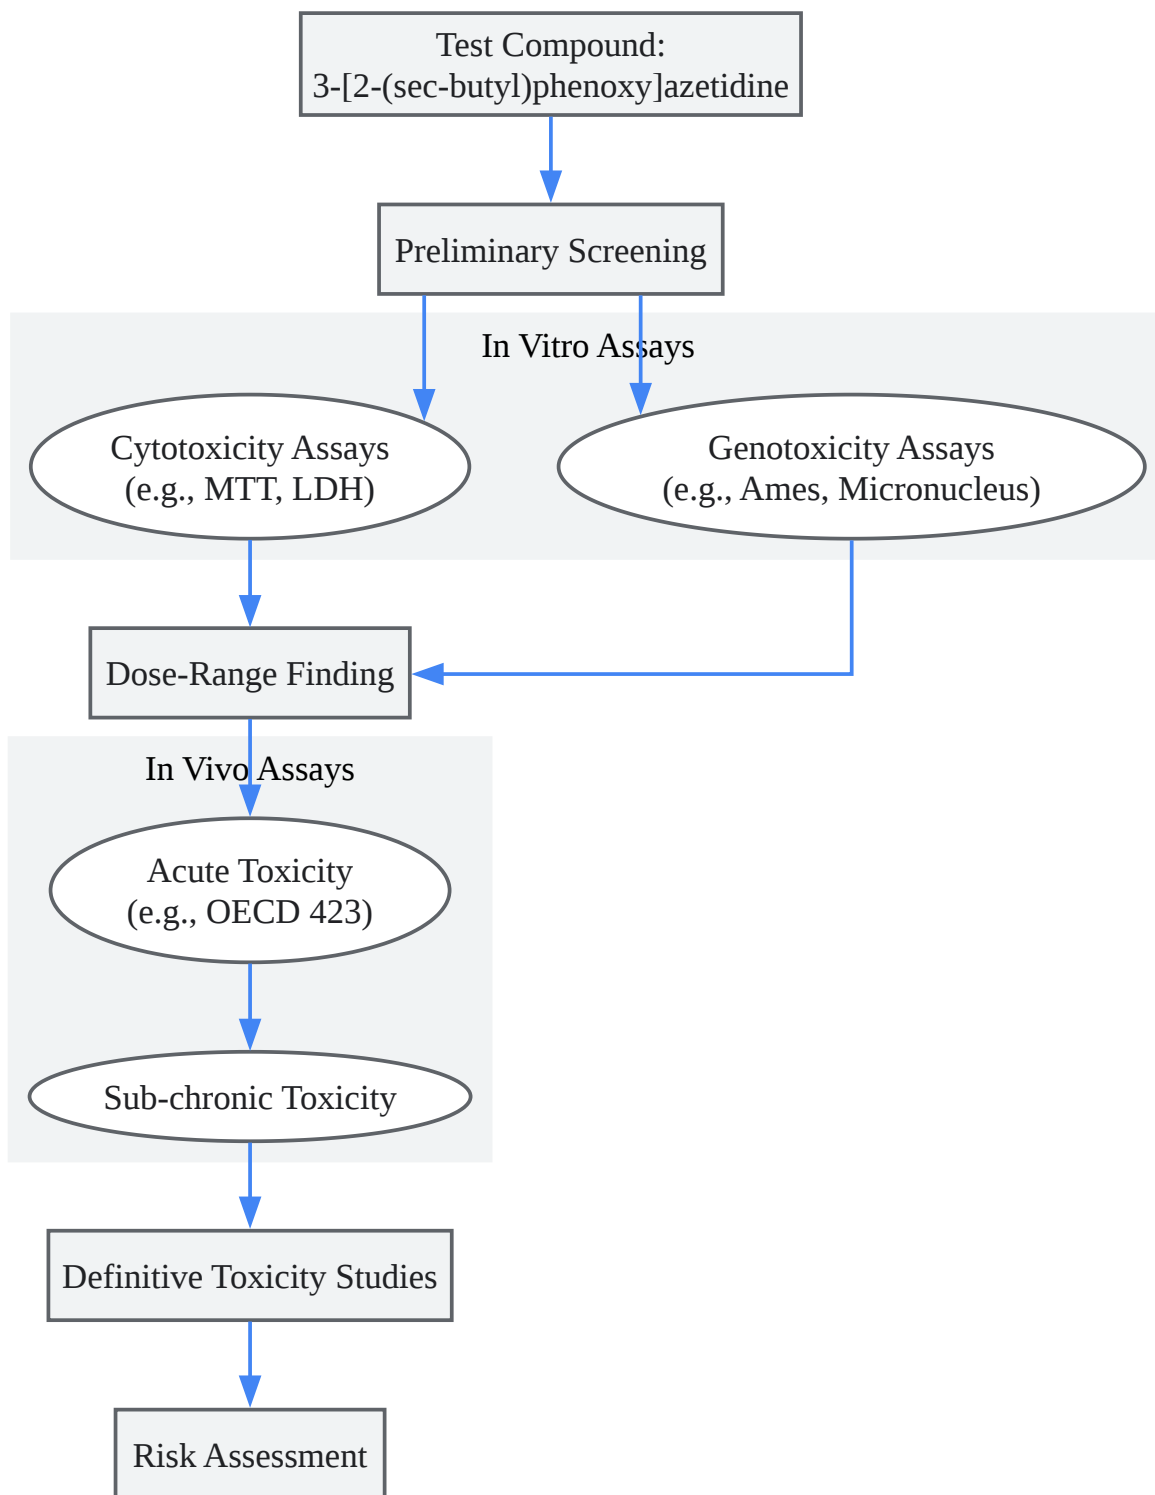 Test Compound:
3-[2-(sec-butyl)phenoxy]azetidine
Preliminary Screening
In Vitro Assays
Cytotoxicity Assays
(e.g., MTT, LDH)
Genotoxicity Assays
(e.g., Ames, Micronucleus)
Dose-Range Finding
In Vivo Assays
Acute Toxicity
(e.g., OECD 423)
Sub-chronic Toxicity
Definitive Toxicity Studies
Risk Assessment